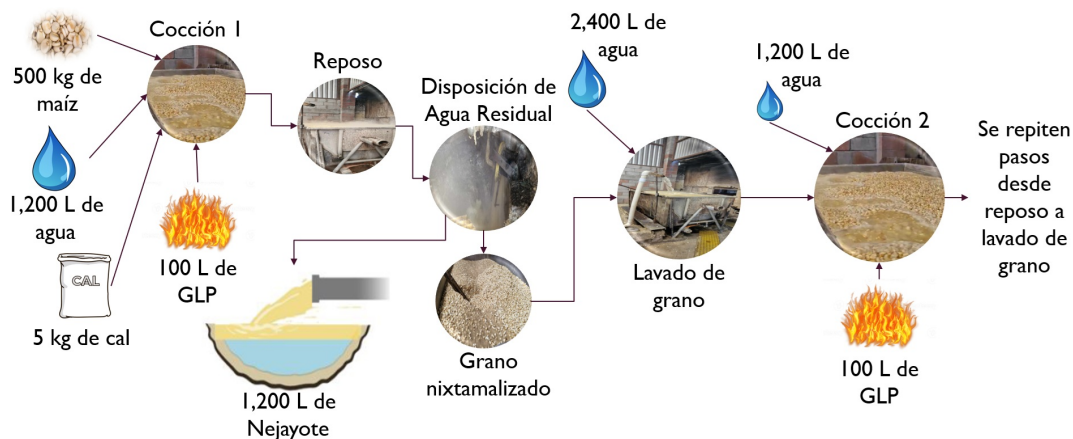 Cocción 1
500 kg de
maíz
1,200 L de
agua
CAL
5 kg de cal
100 L de
GLP
Reposo
Disposición de
Agua Residual
1,200 L de
Nejayote
Grano
nixtamalizado
2,400 L de
agua
Lavado de
grano
1,200 L de
agua
Cocción 2
100 L de
GLP
Se repiten
pasos
desde
reposo a
lavado de
grano